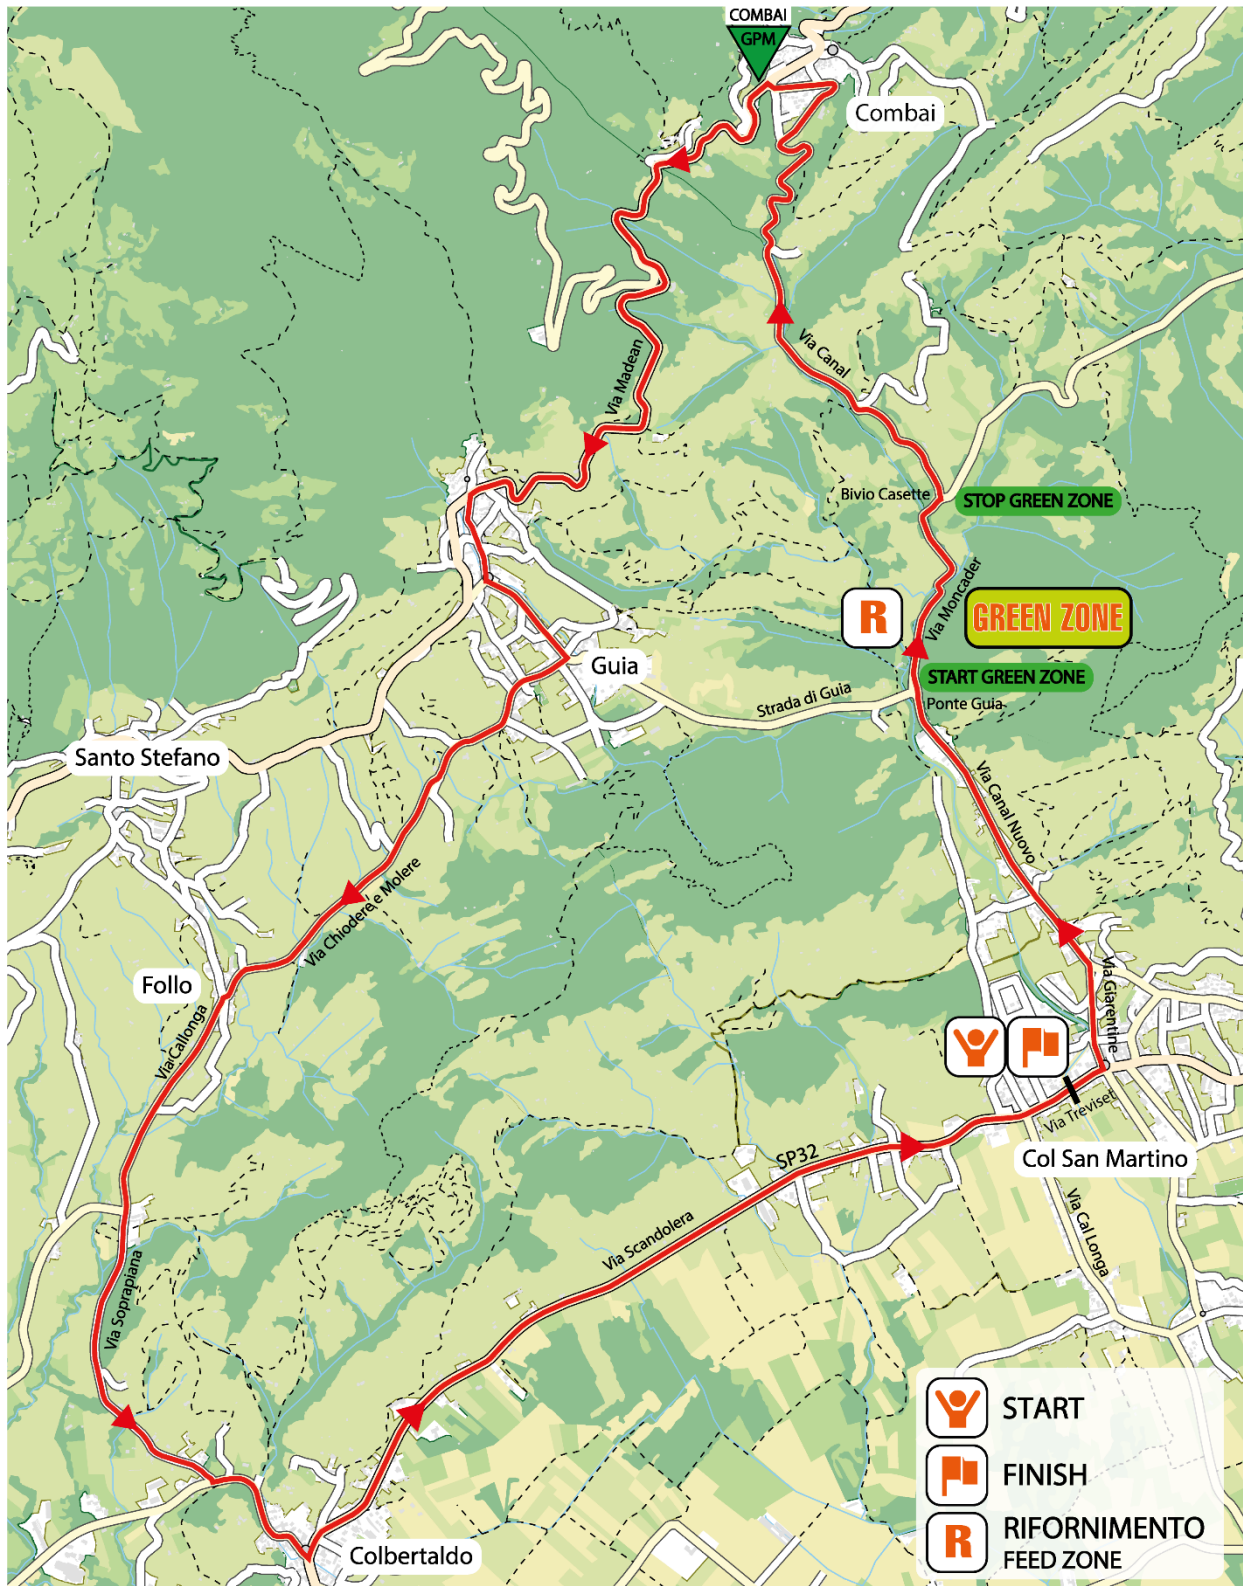 COMBAI
GPM
Combai
Via Canal
Via Madean
Bivio Casette
STOP GREEN ZONE
Via Moncader
R
GREEN ZONE
START GREEN ZONE
Guia
Strada di Guia
Ponte Guia
Santo Stefano
Via Canal Nuovo
Via Chiodere e Molere
Follo
Via Giarentine
Via Callonga
Via Treviset
SP32
Col San Martino
Via Cal Longa
Via Scandolera
Via Soprapiana
START
FINISH
R
RIFORNIMENTO
FEED ZONE
Colbertaldo